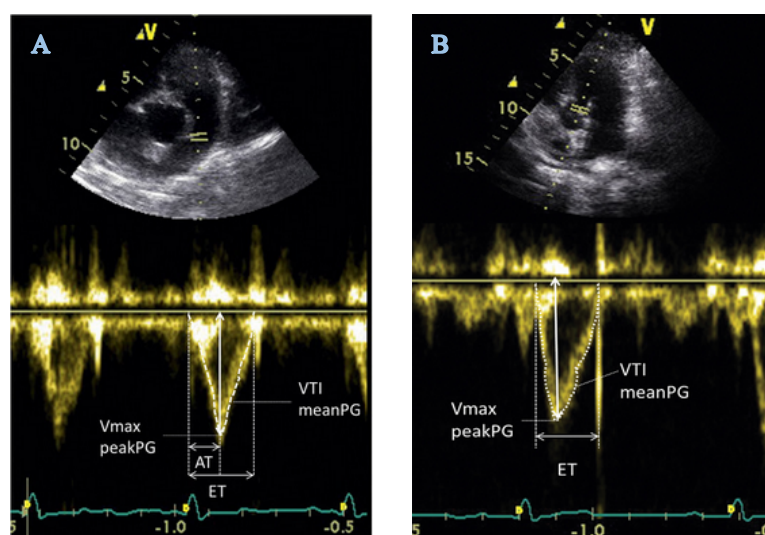 A
V
5
10
VTI
meanPG
Vmax
peakPG
AT
ET
5
-1.0
-0.5
B
V
5
10
15
VTI
meanPG
Vmax
peakPG
ET
.5
-1.0